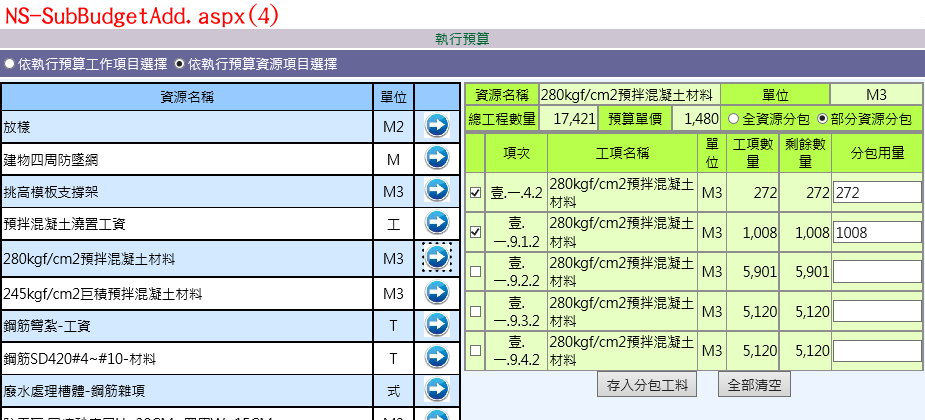 NS-SubBudgetAdd.aspx(4)
執行預算
依執行預算工作項目選擇 依執行預算資源項目選擇
資源名稱 單位
放樣 M2
建物四周防墜網 M
挑高模板支撐架 M3
預拌混凝土澆置工資 工
280kgf/cm2預拌混凝土材料 M3
245kgf/cm2巨積預拌混凝土材料 M3
鋼筋彎紮-工資 T
鋼筋SD420#4~#10-材料 T
廢水處理槽體-鋼筋雜項 式
資源名稱 280kgf/cm2預拌混凝土材料 單位 M3
總工程數量 17,421 預算單價 1,480 全資源分包 部分資源分包
項次 工項名稱 單位 工項數量 剩餘數量 分包用量
壹.一.4.2 280kgf/cm2預拌混凝土材料 M3 272 272 272
壹.一.9.1.2 280kgf/cm2預拌混凝土材料 M3 1,008 1,008 1008
壹.一.9.2.2 280kgf/cm2預拌混凝土材料 M3 5,901 5,901
壹.一.9.3.2 280kgf/cm2預拌混凝土材料 M3 5,120 5,120
壹.一.9.4.2 280kgf/cm2預拌混凝土材料 M3 5,120 5,120
存入分包工料 全部清空